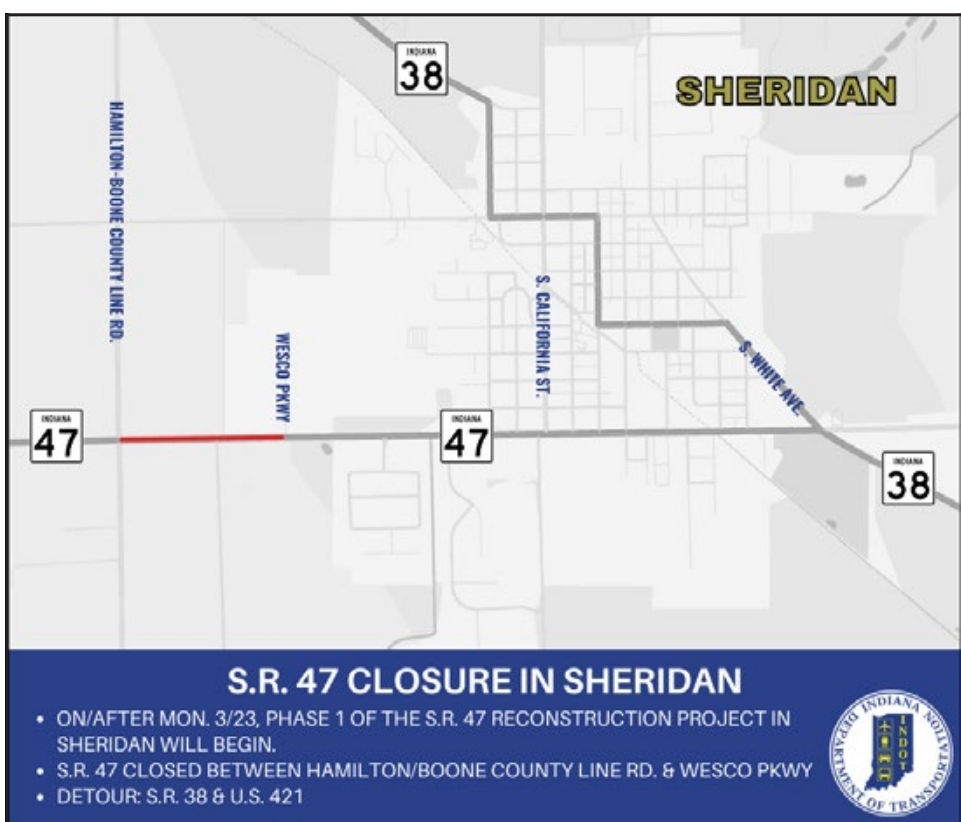 INDIANA
38
SHERIDAN
HAMILTON-BOONE COUNTY LINE RD.
WESCO PKWY
S. CALIFORNIA ST.
S. WHITE AVE.
INDIANA
47
INDIANA
47
INDIANA
38
S.R. 47 CLOSURE IN SHERIDAN
• ON/AFTER MON. 3/23, PHASE 1 OF THE S.R. 47 RECONSTRUCTION PROJECT IN
SHERIDAN WILL BEGIN.
• S.R. 47 CLOSED BETWEEN HAMILTON/BOONE COUNTY LINE RD. & WESCO PKWY
• DETOUR: S.R. 38 & U.S. 421
INDIANA DEPARTMENT OF TRANSPORTATION
INDOT